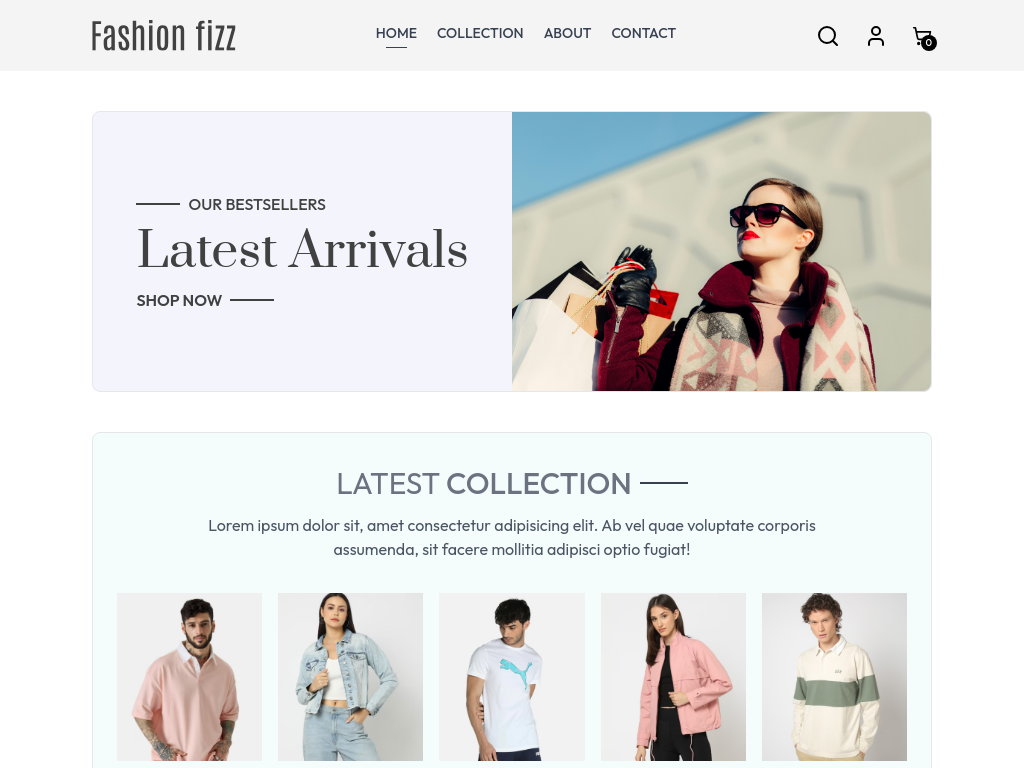 Fashion fizz
HOME COLLECTION ABOUT CONTACT
0
OUR BESTSELLERS
Latest Arrivals
SHOP NOW
LATEST COLLECTION
Lorem ipsum dolor sit, amet consectetur adipisicing elit. Ab vel quae voluptate corporis
assumenda, sit facere mollitia adipisci optio fugiat!